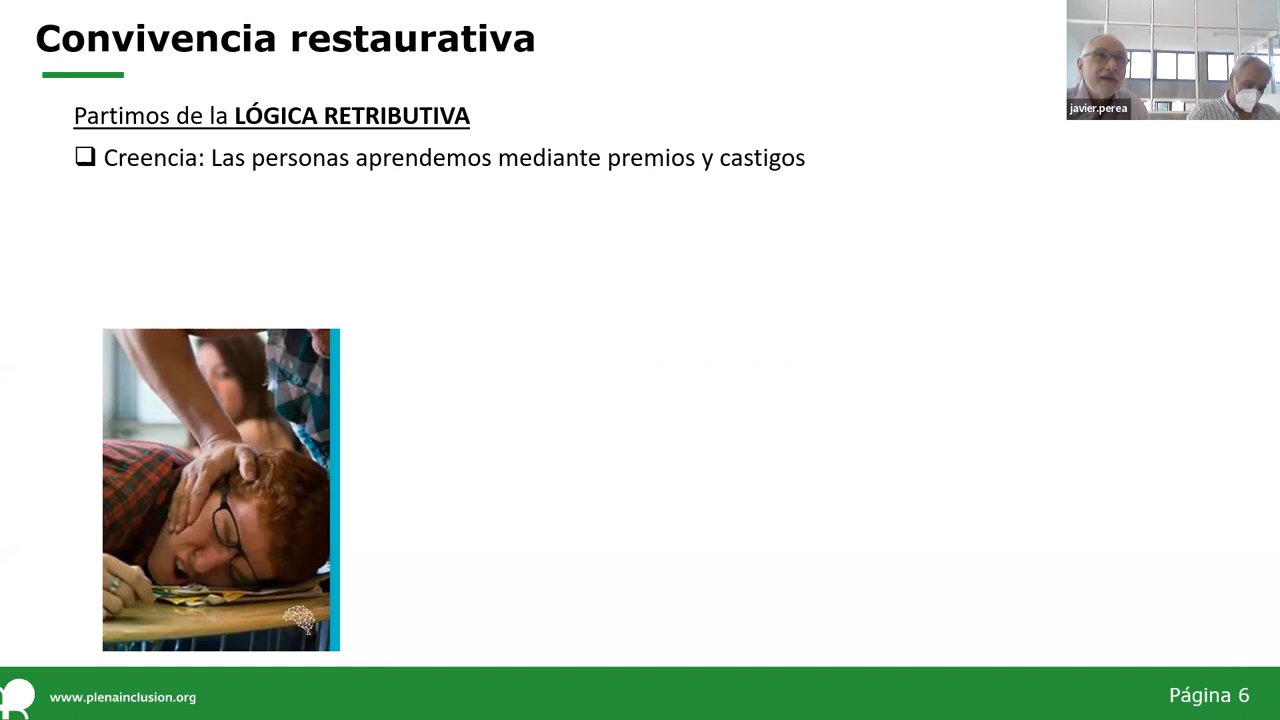 Convivencia restaurativa
Partimos de la LÓGICA RETRIBUTIVA
❑ Creencia: Las personas aprendemos mediante premios y castigos
javier.perea
www.plenainclusion.org
Página 6